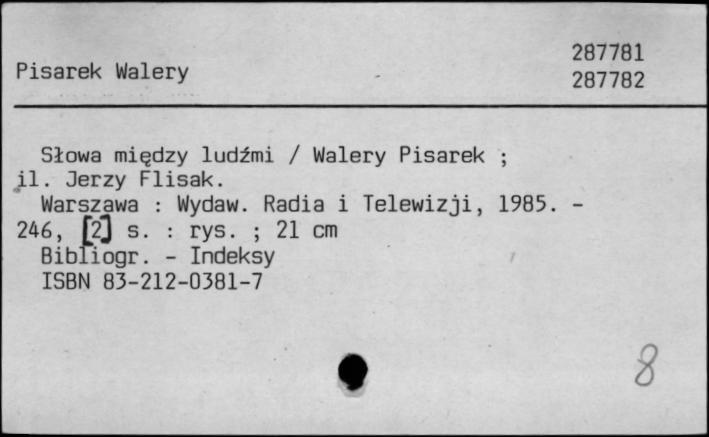 287781
Pisarek Walery
287782
Słowa między ludźmi / Walery Pisarek ;
il. Jerzy Flisak.
Warszawa : Wydaw. Radia i Telewizji, 1985. -
246, [2] s. : rys. ; 21 cm
Bibliogr. - Indeksy
ISBN 83-212-0381-7
8